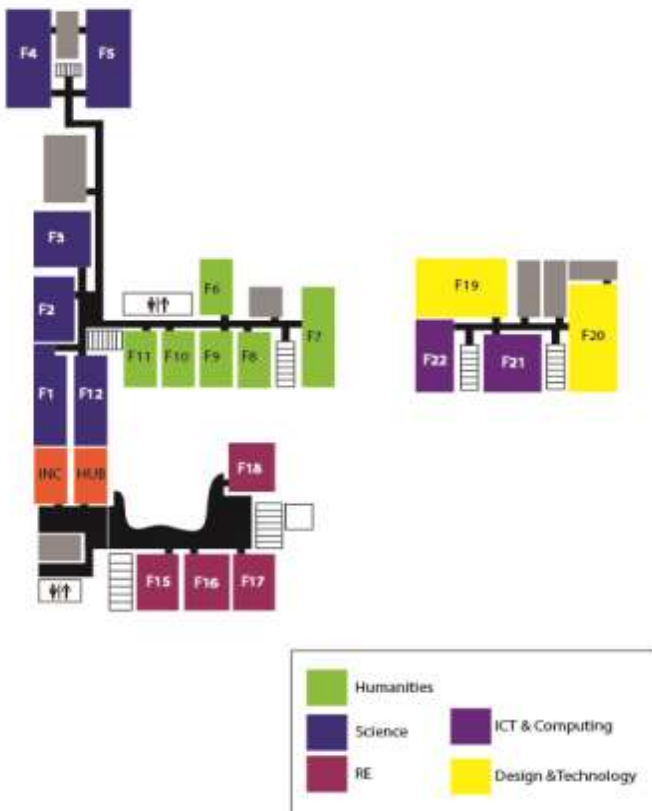 F4
F5
F3
F2
F6
F19
F7
F11
F10
F9
F8
F22
F21
F20
F1
F12
INC
HUB
F18
F15
F16
F17
Humanities
Science
ICT & Computing
RE
Design &Technology